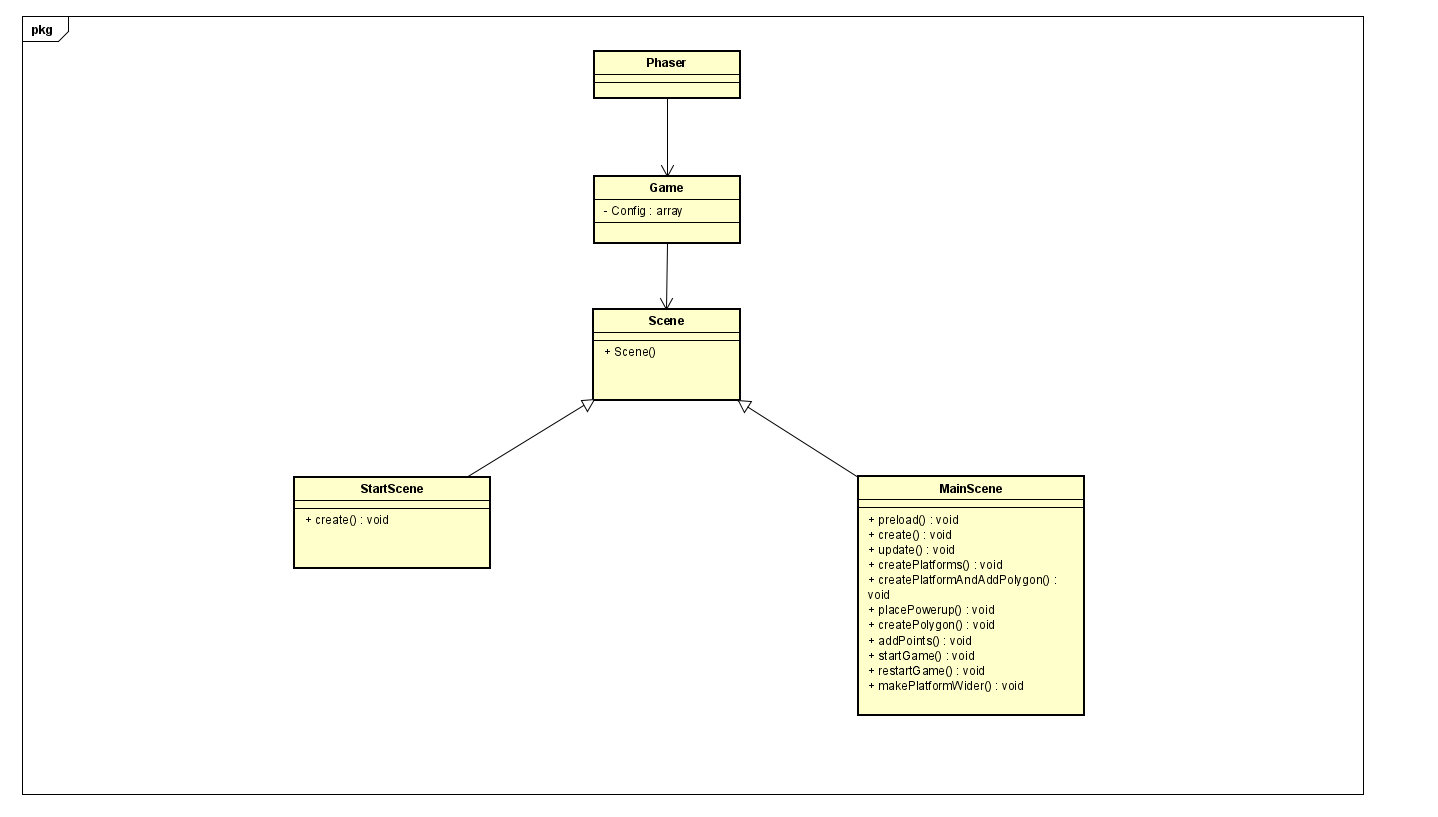 pkg
Phaser
Game
- Config : array
Scene
+ Scene()
StartScene
+ create() : void
MainScene
+ preload() : void
+ create() : void
+ update() : void
+ createPlatforms() : void
+ createPlatformAndAddPolygon() :
void
+ placePowerup() : void
+ createPolygon() : void
+ addPoints() : void
+ startGame() : void
+ restartGame() : void
+ makePlatformWider() : void